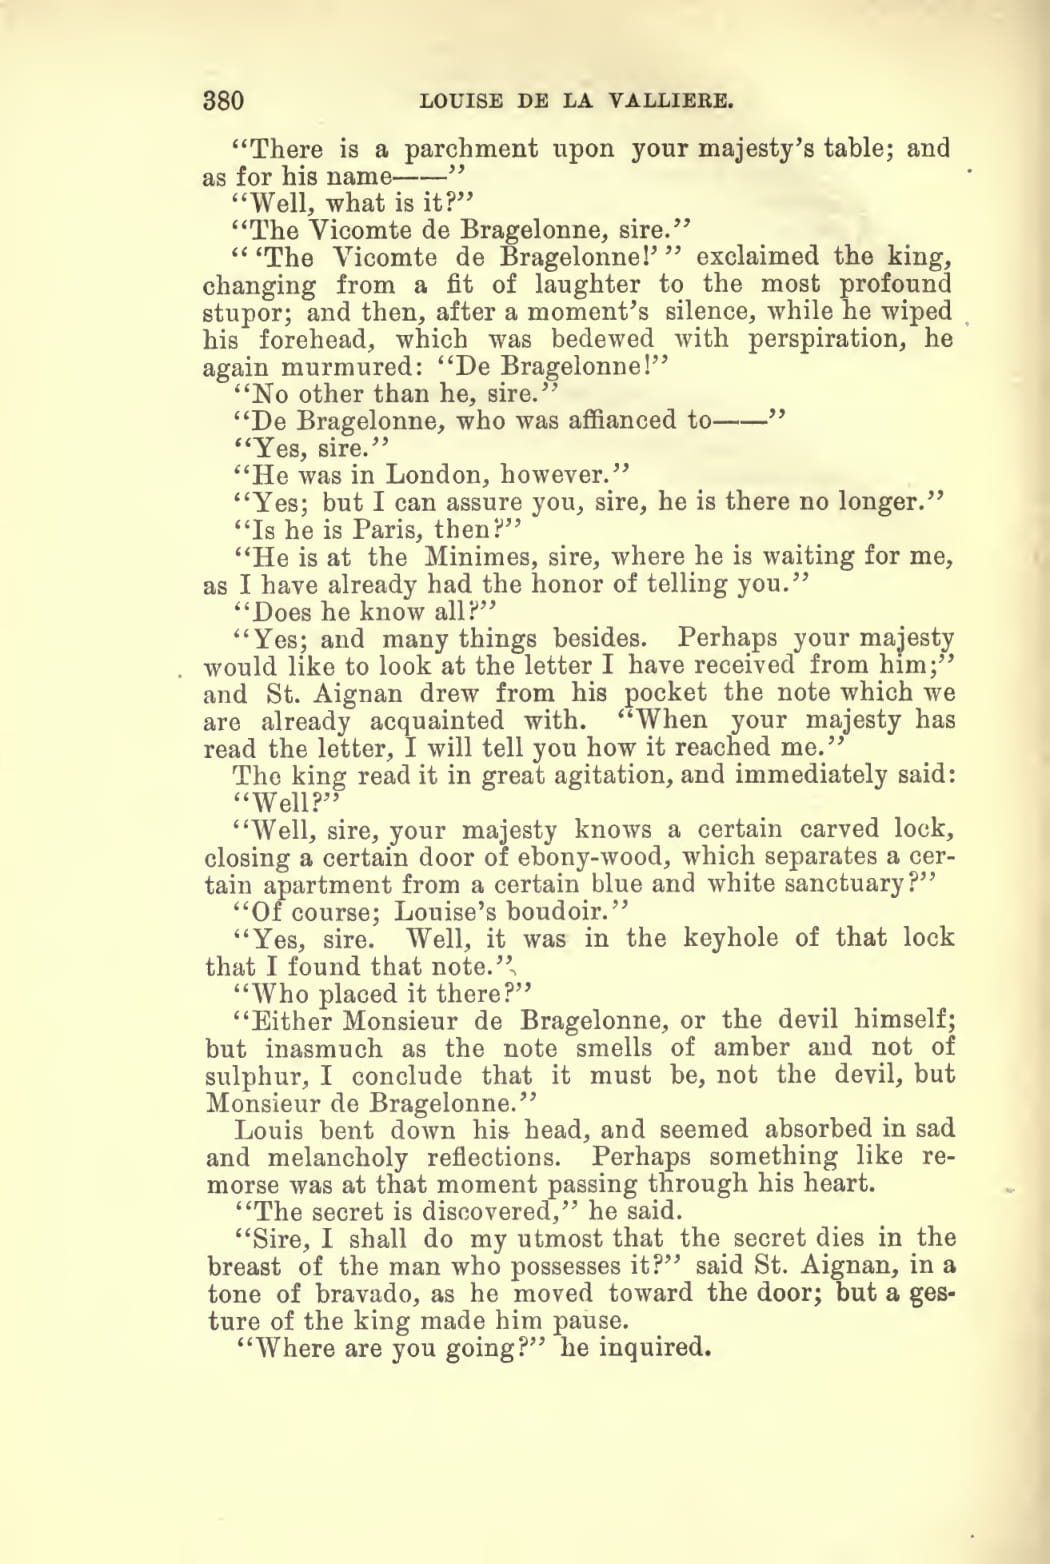 380 LOUISE DE LA VALLIERE.
“There is a parchment upon your majesty’s table; and
as for his name——”
“Well, what is it?”
“The Vicomte de Bragelonne, sire.”
“ ‘The Vicomte de Bragelonne!’ ” exclaimed the king,
changing from a fit of laughter to the most profound
stupor; and then, after a moment’s silence, while he wiped
his forehead, which was bedewed with perspiration, he
again murmured: “De Bragelonne!”
“No other than he, sire.”
“De Bragelonne, who was affianced to——”
“Yes, sire.”
“He was in London, however.”
“Yes; but I can assure you, sire, he is there no longer.”
“Is he is Paris, then?”
“He is at the Minimes, sire, where he is waiting for me,
as I have already had the honor of telling you.”
“Does he know all?”
“Yes; and many things besides. Perhaps your majesty
would like to look at the letter I have received from him;”
and St. Aignan drew from his pocket the note which we
are already acquainted with. “When your majesty has
read the letter, I will tell you how it reached me.”
The king read it in great agitation, and immediately said:
“Well?”
“Well, sire, your majesty knows a certain carved lock,
closing a certain door of ebony-wood, which separates a cer-
tain apartment from a certain blue and white sanctuary?”
“Of course; Louise’s boudoir.”
“Yes, sire. Well, it was in the keyhole of that lock
that I found that note.”
“Who placed it there?”
“Either Monsieur de Bragelonne, or the devil himself;
but inasmuch as the note smells of amber and not of
sulphur, I conclude that it must be, not the devil, but
Monsieur de Bragelonne.”
Louis bent down his head, and seemed absorbed in sad
and melancholy reflections. Perhaps something like re-
morse was at that moment passing through his heart.
“The secret is discovered,” he said.
“Sire, I shall do my utmost that the secret dies in the
breast of the man who possesses it?” said St. Aignan, in a
tone of bravado, as he moved toward the door; but a ges-
ture of the king made him pause.
“Where are you going?” he inquired.